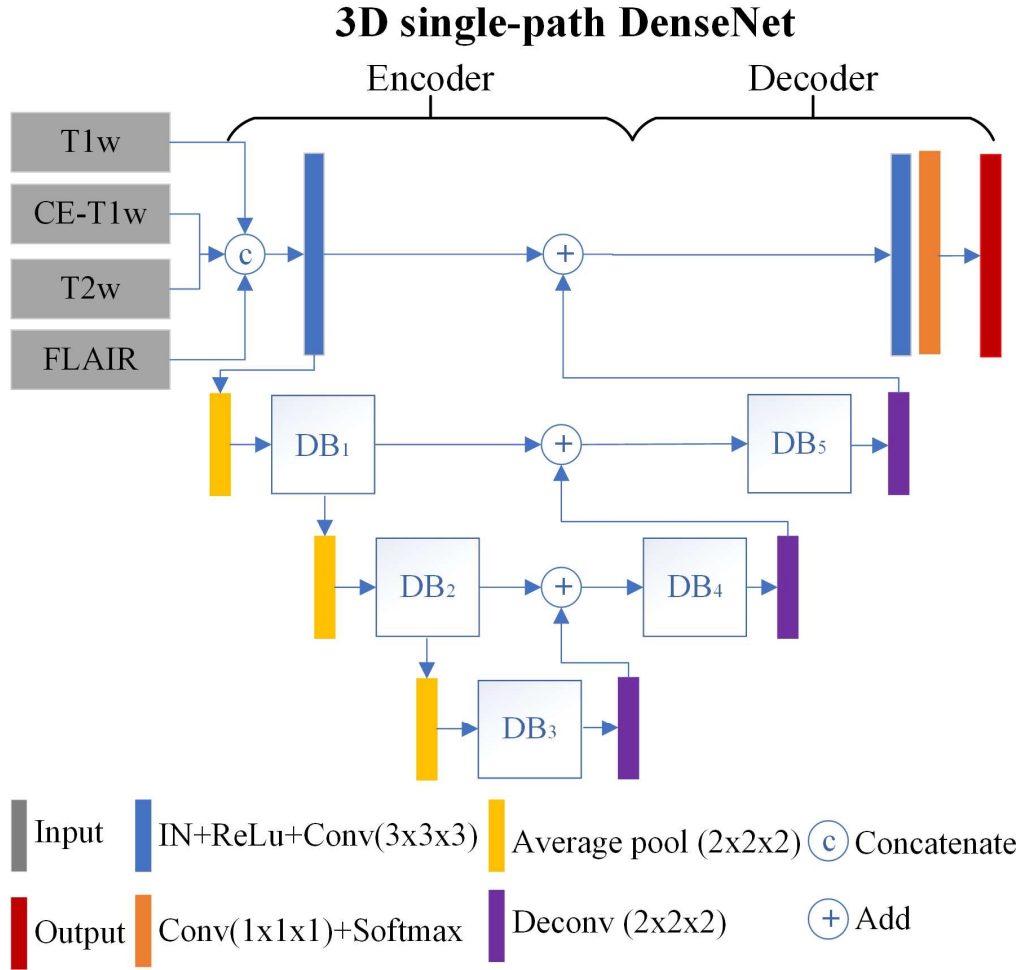 3D single-path DenseNet
Encoder
Decoder
T1w
CE-T1w
T2w
FLAIR
c
+
DB1
+
DB5
DB2
+
DB4
DB3
Input
IN+ReLu+Conv(3x3x3)
Average pool (2x2x2)
c Concatenate
Output
Conv(1x1x1)+Softmax
Deconv (2x2x2)
+ Add